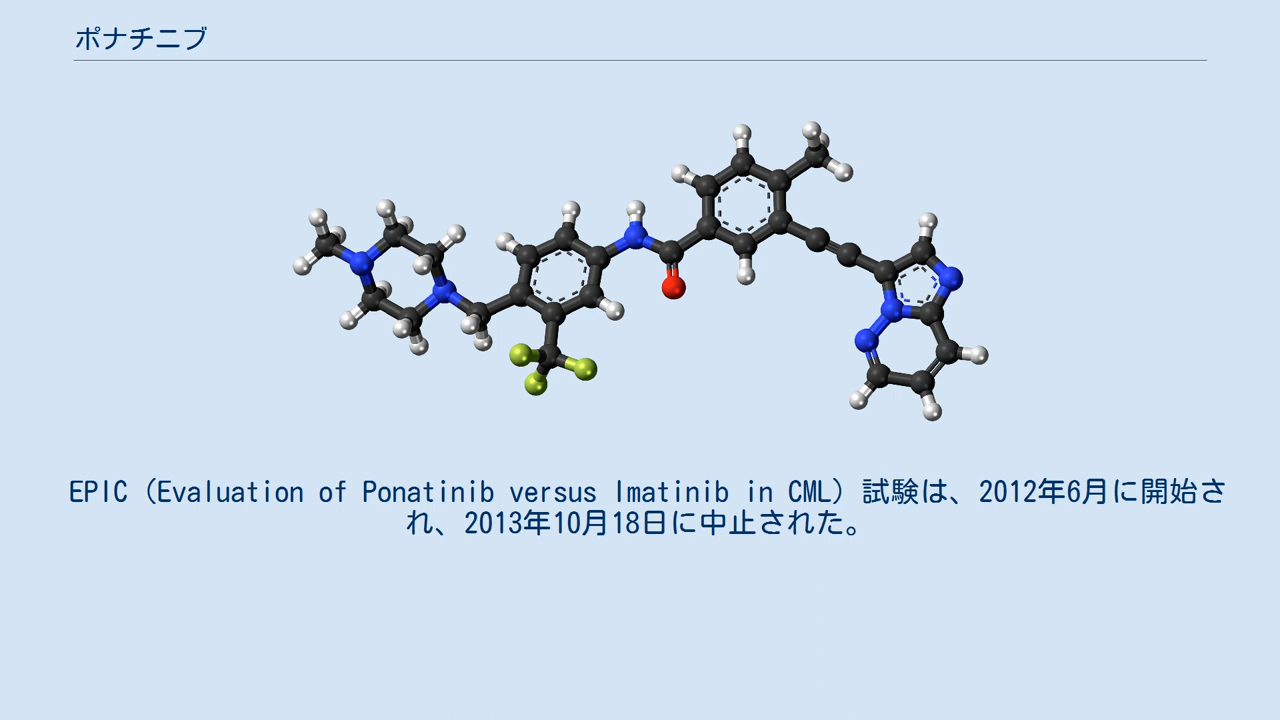 ポナチニブ
EPIC（Evaluation of Ponatinib versus Imatinib in CML）試験は、2012年6月に開始さ
れ、2013年10月18日に中止された。